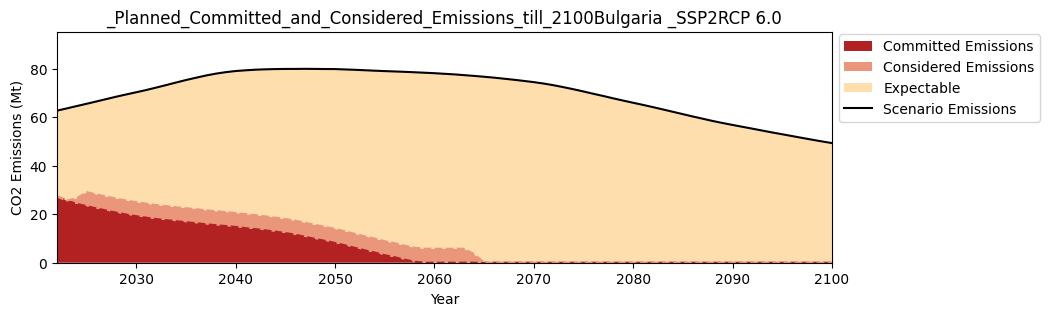 _Planned_Committed_and_Considered_Emissions_till_2100Bulgaria _SSP2RCP 6.0
CO2 Emissions (Mt)
80
60
40
20
0
2030 2040 2050 2060 2070 2080 2090 2100
Year
Committed Emissions
Considered Emissions
Expectable
Scenario Emissions